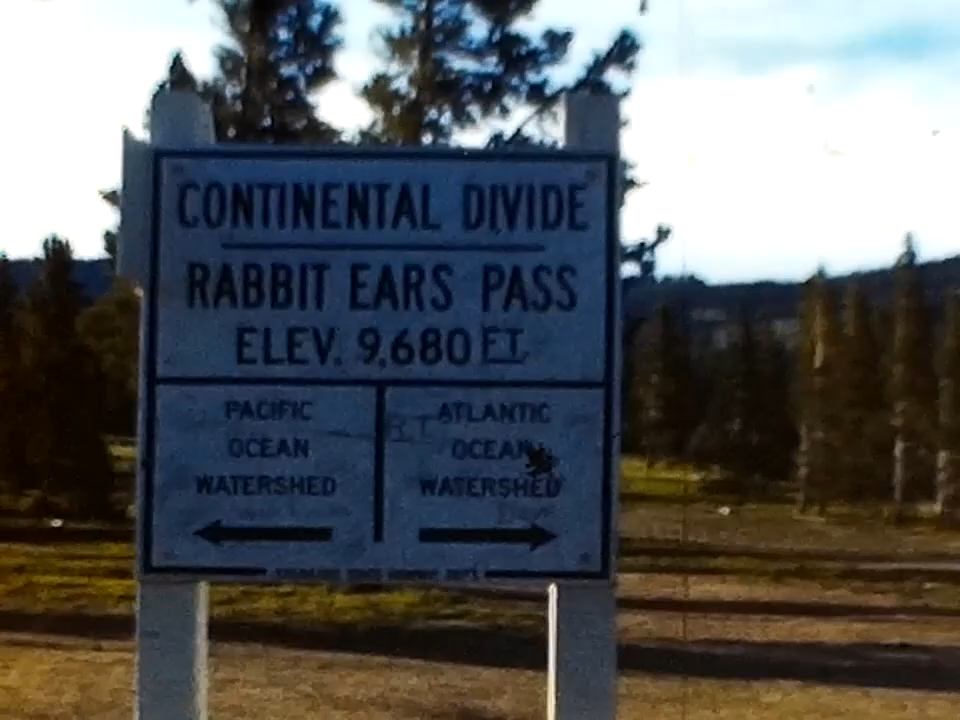 CONTINENTAL DIVIDE
RABBIT EARS PASS
ELEV. 9,680 FT.
PACIFIC
OCEAN
WATERSHED
ATLANTIC
OCEAN
WATERSHED